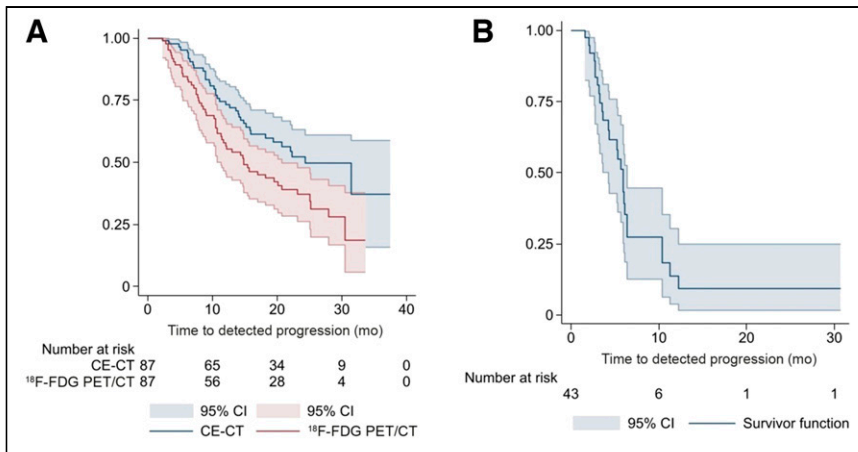 A
1.00
0.75
0.50
0.25
0
0 10 20 30 40
Time to detected progression (mo)
Number at risk
CE-CT 87 65 34 9 0
¹⁸F-FDG PET/CT 87 56 28 4 0
95% CI 95% CI
CE-CT ¹⁸F-FDG PET/CT
B
1.00
0.75
0.50
0.25
0
0 10 20 30
Time to detected progression (mo)
Number at risk
43 6 1 1
95% CI Survivor function